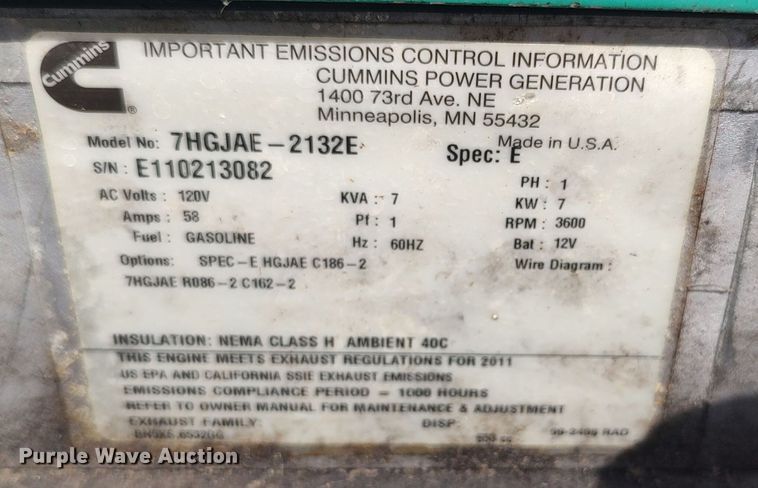 Cummins
IMPORTANT EMISSIONS CONTROL INFORMATION
CUMMINS POWER GENERATION
1400 73rd Ave. NE
Minneapolis, MN 55432
Made in U.S.A.
Model No: 7HGJAE-2132E Spec: E
S/N: E110213082
PH: 1
AC Volts: 120V KVA: 7 KW: 7
Amps: 58 Pf: 1 RPM: 3600
Fuel: GASOLINE Hz: 60HZ Bat: 12V
Options: SPEC-E HGJAE C186-2 Wire Diagram:
7HGJAE R086-2 C162-2
INSULATION: NEMA CLASS H AMBIENT 40C
THIS ENGINE MEETS EXHAUST REGULATIONS FOR 2011
US EPA AND CALIFORNIA SSIE EXHAUST EMISSIONS
EMISSIONS COMPLIANCE PERIOD = 1000 HOURS
REFER TO OWNER MANUAL FOR MAINTENANCE & ADJUSTMENT
EXHAUST FAMILY: DISP:
cc RAD
Purple Wave Auction